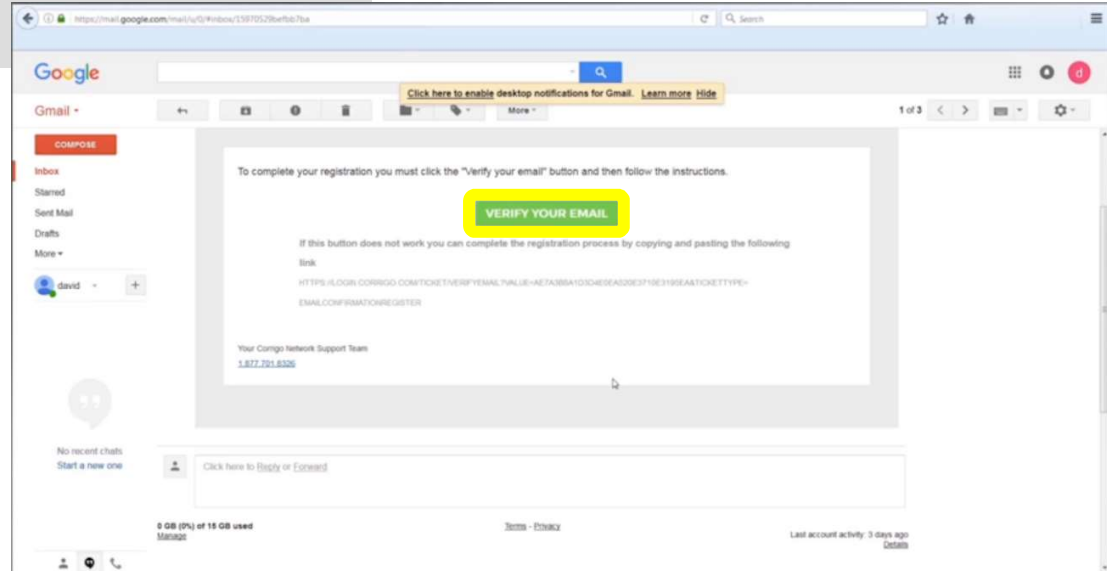 https://mail.google.com/mail/u/0/#inbox/15970529befbb7ba
Search
Google
Click here to enable desktop notifications for Gmail. Learn more Hide
d
Gmail
More
1 of 3
COMPOSE
Inbox
Starred
Sent Mail
Drafts
More
david
To complete your registration you must click the "Verify your email" button and then follow the instructions.
VERIFY YOUR EMAIL
If this button does not work you can complete the registration process by copying and pasting the following
link
EMAILCONFIRMATIONREGISTER
Your Corrigo Network Support Team
1.877.701.8326
No recent chats
Start a new one
Click here to Reply or Forward
0 GB (0%) of 15 GB used
Manage
Terms - Privacy
Last account activity: 3 days ago
Details